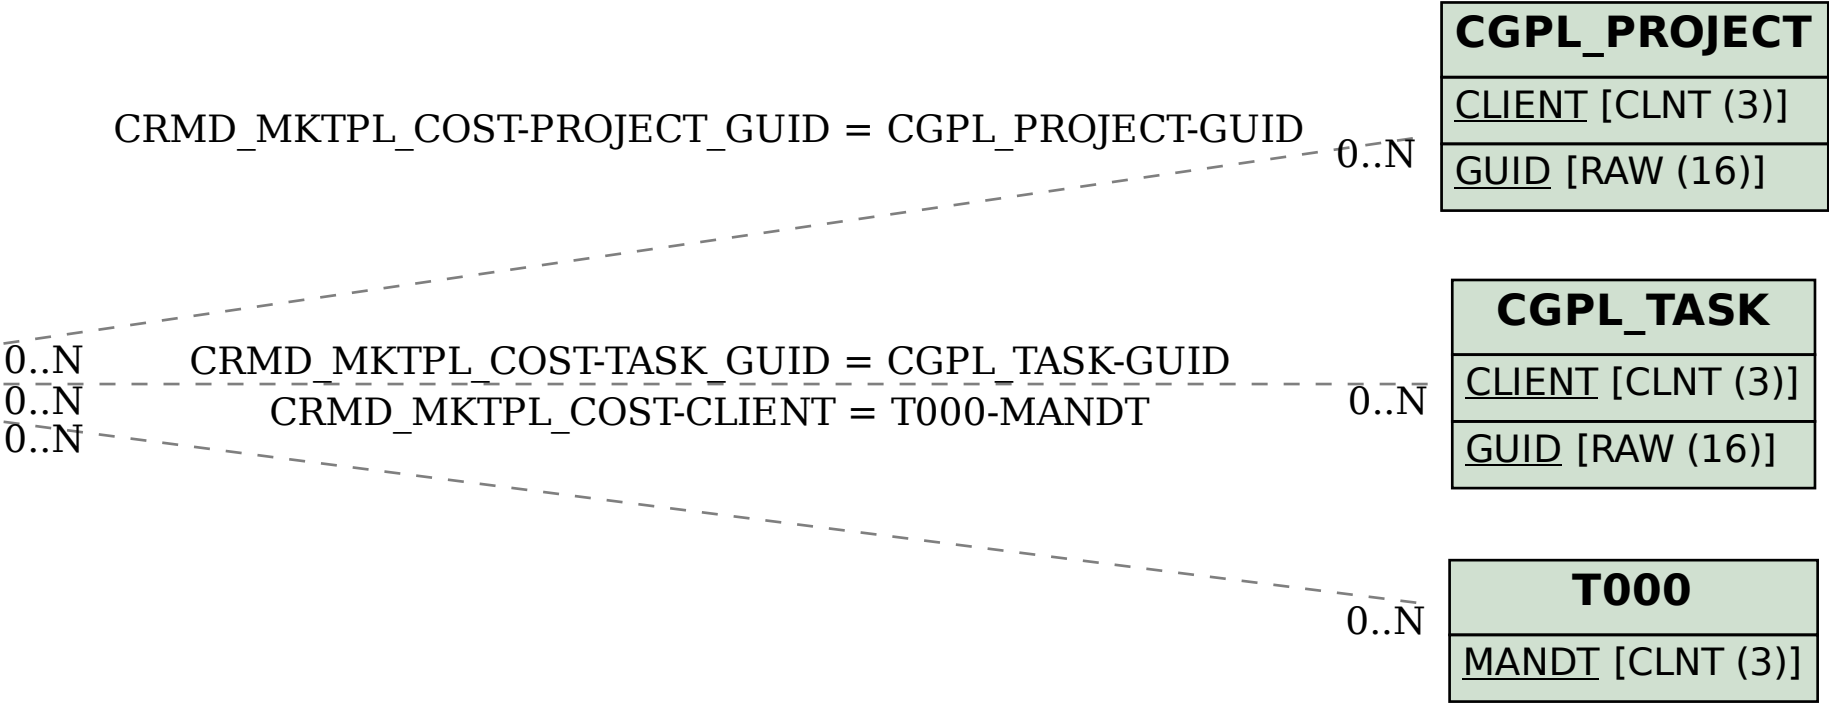 CGPL_PROJECT
CLIENT [CLNT (3)]
GUID [RAW (16)]
CRMD_MKTPL_COST-PROJECT_GUID = CGPL_PROJECT-GUID
0..N
CGPL_TASK
CLIENT [CLNT (3)]
GUID [RAW (16)]
0..N
CRMD_MKTPL_COST-TASK_GUID = CGPL_TASK-GUID
0..N
0..N
CRMD_MKTPL_COST-CLIENT = T000-MANDT
0..N
0..N
T000
MANDT [CLNT (3)]